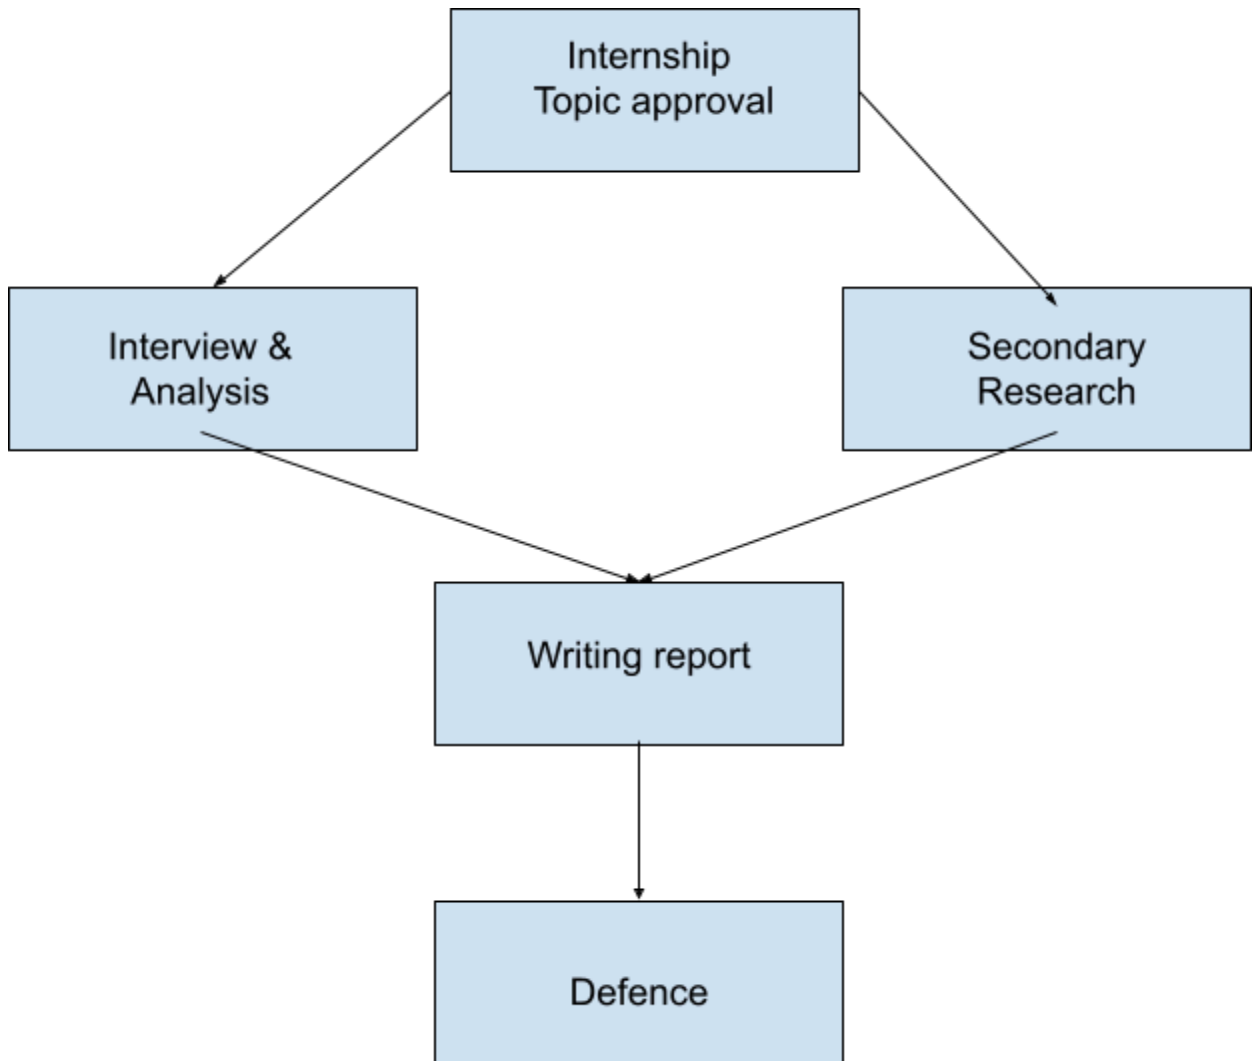 Internship
Topic approval
Interview &
Analysis
Secondary
Research
Writing report
Defence